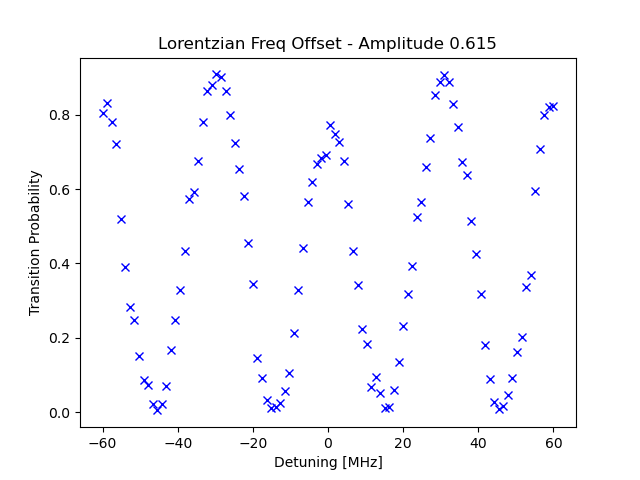 Lorentzian Freq Offset - Amplitude 0.615
Transition Probability
0.8
0.6
0.4
0.2
0.0
−60 −40 −20 0 20 40 60
Detuning [MHz]